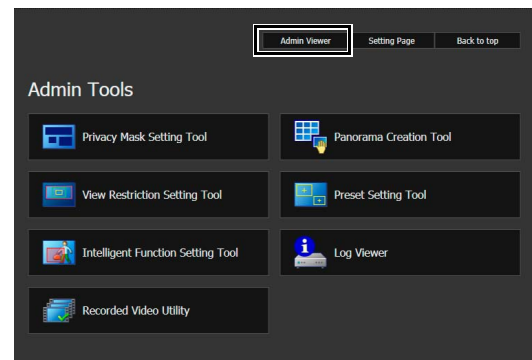 Admin Viewer Setting Page Back to top
Admin Tools
Privacy Mask Setting Tool Panorama Creation Tool
View Restriction Setting Tool Preset Setting Tool
Intelligent Function Setting Tool Log Viewer
Recorded Video Utility